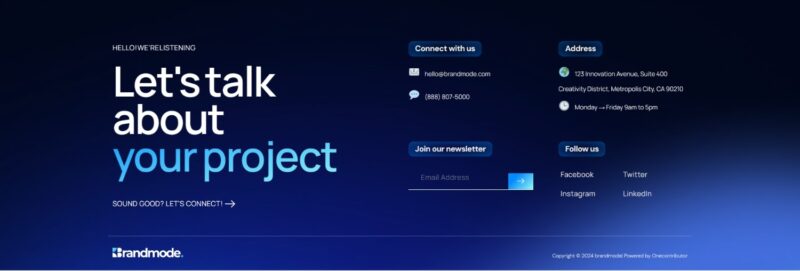 HELLO! WE'RE LISTENING
Let's talk
about
your project
SOUND GOOD? LET'S CONNECT! →
Connect with us
hello@brandmode.com
(888) 807-5000
Address
123 Innovation Avenue, Suite 400
Creativity District, Metropolis City, CA 90210
Monday → Friday 9am to 5pm
Join our newsletter
Email Address
→
Follow us
Facebook Twitter
Instagram LinkedIn
Brandmode.
Copyright © 2024 brandmodal Powered by Onecontributor